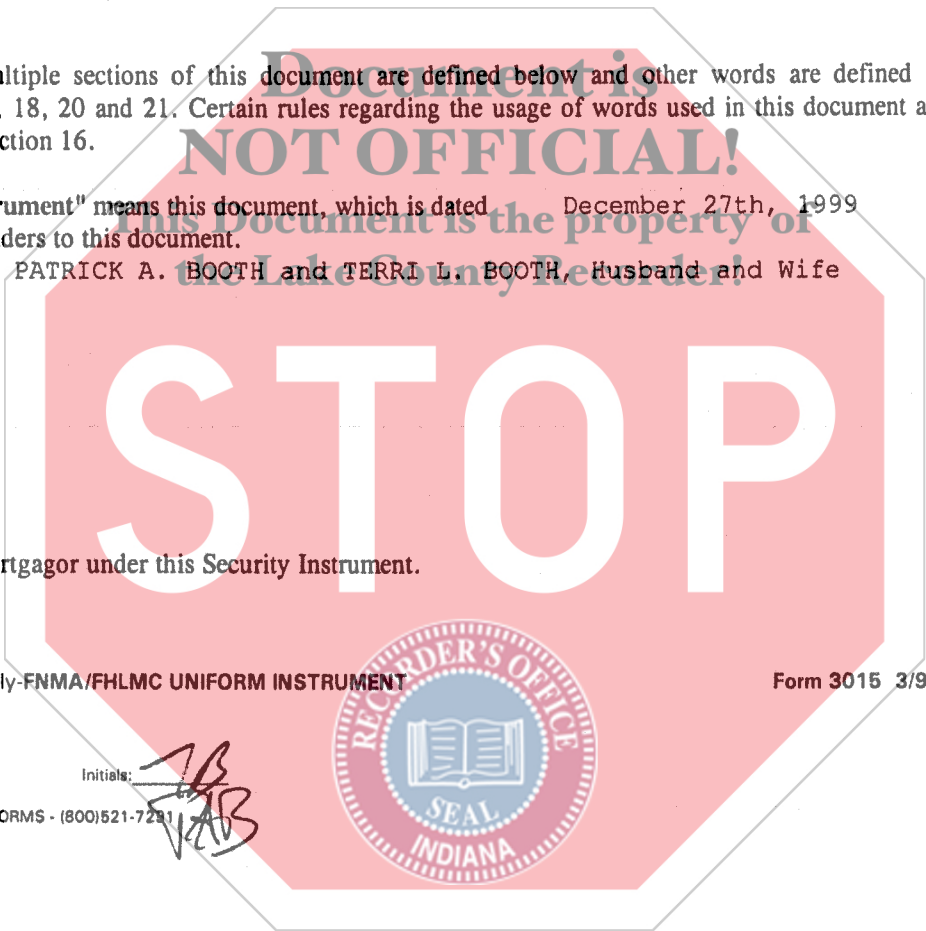 Document is
ltiple sections of this document are defined below and other words are defined
, 18, 20 and 21. Certain rules regarding the usage of words used in this document a
ction 16.
NOT OFFICIAL!
rument" means this document, which is dated December 27th, 1999
This Document is the property of
ders to this document.
PATRICK A. BOOTH and TERRI L. BOOTH, Husband and Wife
the Lake County Recorder!
STOP
rtgagor under this Security Instrument.
ly-FNMA/FHLMC UNIFORM INSTRUMENT Form 3015 3/9
RECORDER'S OFFICE
Initials:
ORMS - (800)521-7291
SEAL
INDIANA